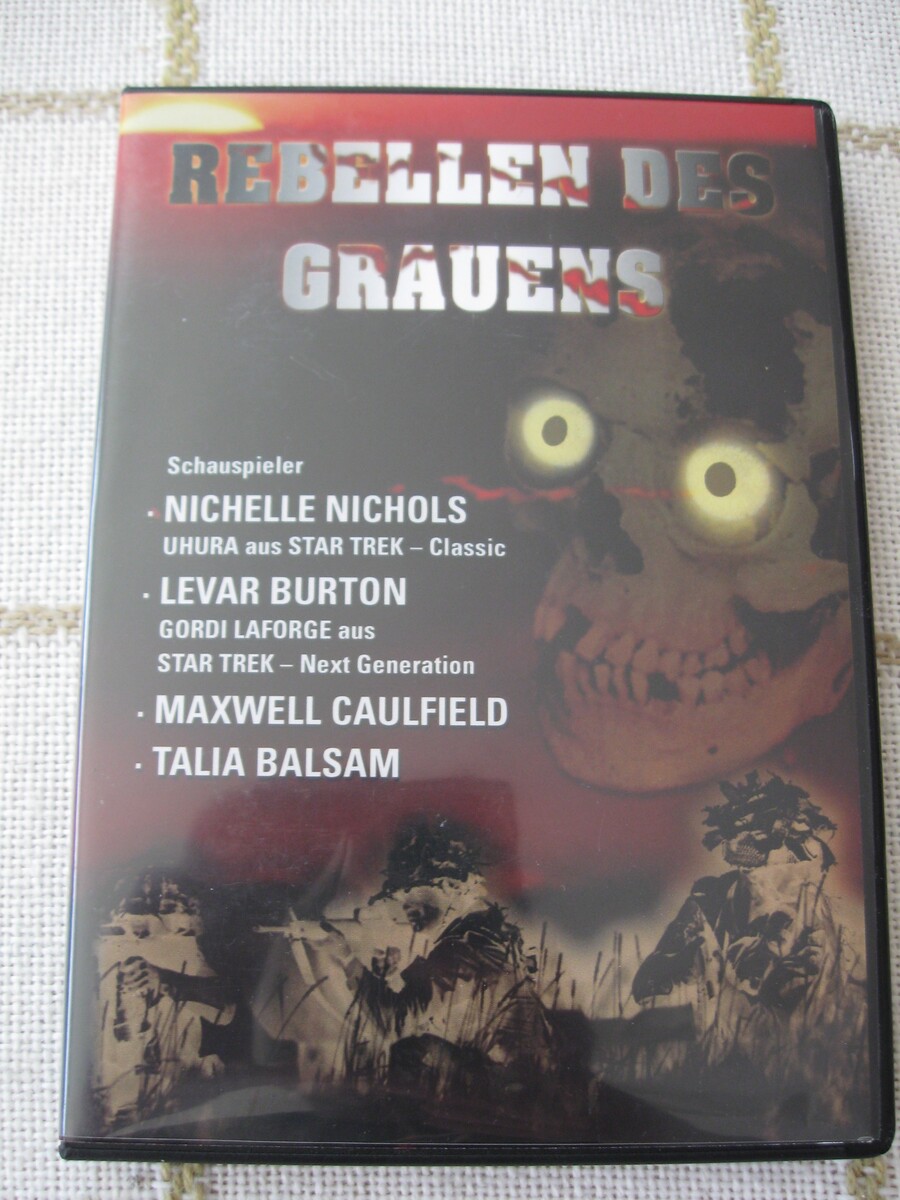 REBELLEN DES
GRAUENS
Schauspieler
· NICHELLE NICHOLS
UHURA aus STAR TREK – Classic
· LEVAR BURTON
GORDI LAFORGE aus
STAR TREK – Next Generation
· MAXWELL CAULFIELD
· TALIA BALSAM